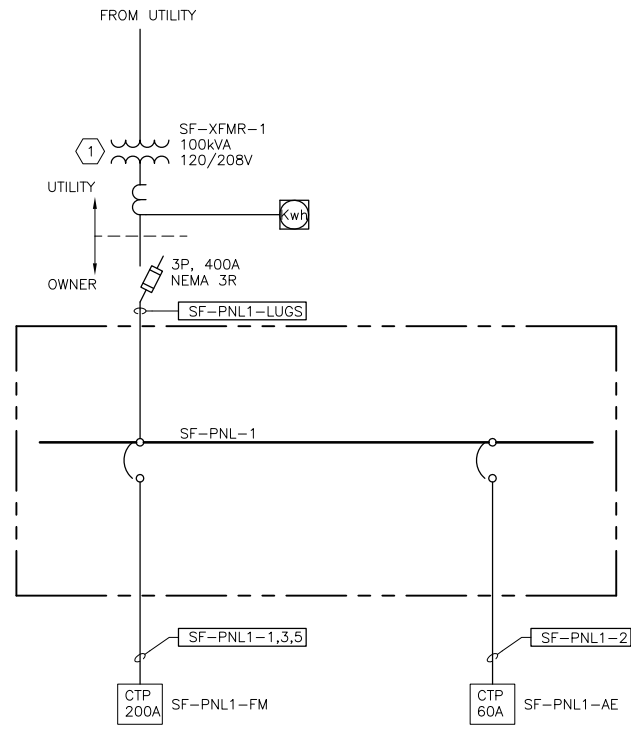 FROM UTILITY
SF-XFMR-1
100kVA
120/208V
1
UTILITY
Kwh
OWNER
3P, 400A
NEMA 3R
SF-PNL1-LUGS
SF-PNL-1
SF-PNL1-1,3,5
SF-PNL1-2
CTP
200A
SF-PNL1-FM
CTP
60A
SF-PNL1-AE